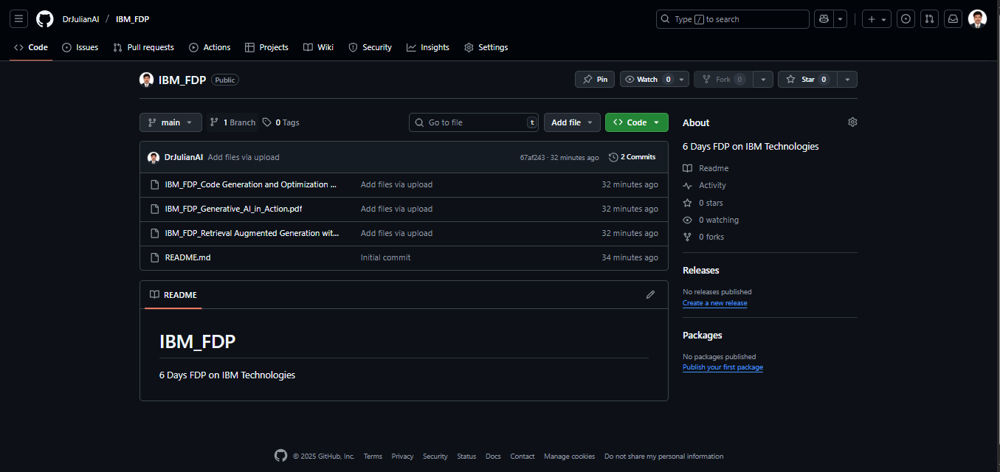 DrJulianAI / IBM_FDP
Type / to search
Code Issues Pull requests Actions Projects Wiki Security Insights Settings
IBM_FDP Public
Pin Watch 0 Fork 0 Star 0
main 1 Branch 0 Tags
Go to file t Add file Code
DrJulianAI Add files via upload 67af243 · 32 minutes ago 2 Commits
IBM_FDP_Code Generation and Optimization ... Add files via upload 32 minutes ago
IBM_FDP_Generative_AI_in_Action.pdf Add files via upload 32 minutes ago
IBM_FDP_Retrieval Augmented Generation wit... Add files via upload 32 minutes ago
README.md Initial commit 34 minutes ago
README
IBM_FDP
6 Days FDP on IBM Technologies
About
6 Days FDP on IBM Technologies
Readme
Activity
0 stars
0 watching
0 forks
Releases
No releases published
Create a new release
Packages
No packages published
Publish your first package
© 2025 GitHub, Inc. Terms Privacy Security Status Docs Contact Manage cookies Do not share my personal information